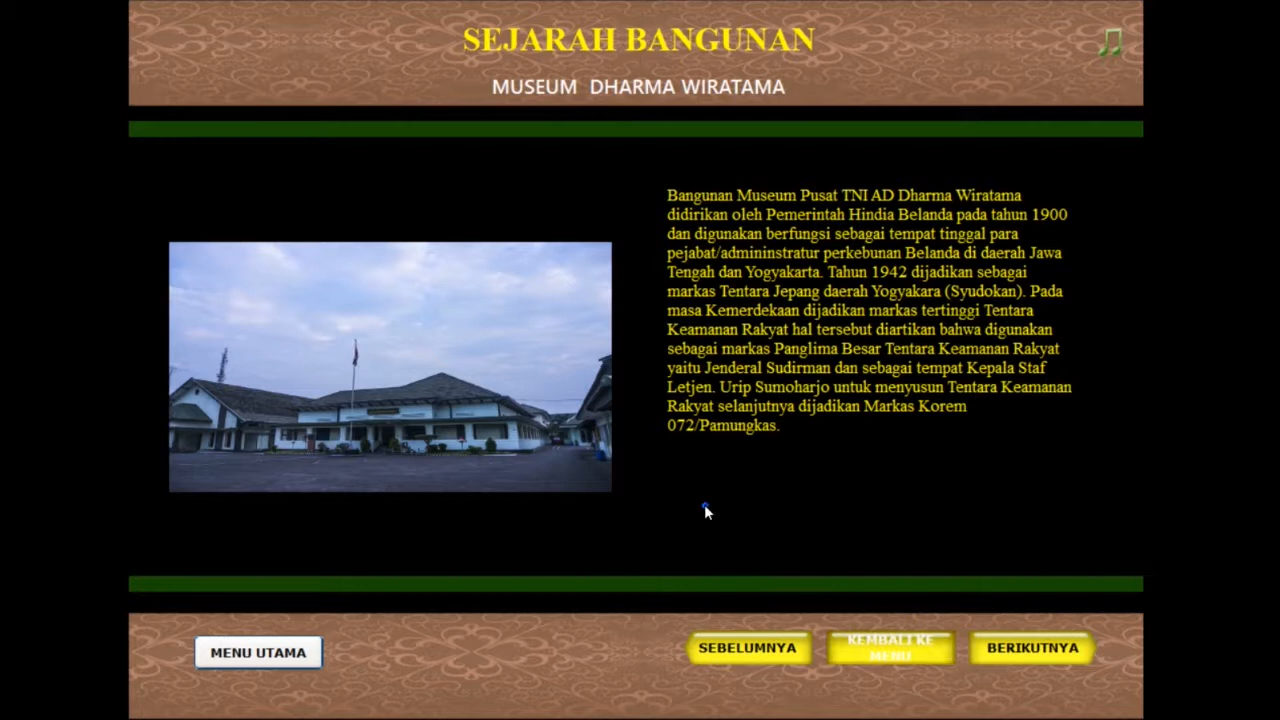 SEJARAH BANGUNAN
MUSEUM DHARMA WIRATAMA
Bangunan Museum Pusat TNI AD Dharma Wiratama
didirikan oleh Pemerintah Hindia Belanda pada tahun 1900
dan digunakan berfungsi sebagai tempat tinggal para
pejabat/admininstratur perkebunan Belanda di daerah Jawa
Tengah dan Yogyakarta. Tahun 1942 dijadikan sebagai
markas Tentara Jepang daerah Yogyakara (Syudokan). Pada
masa Kemerdekaan dijadikan markas tertinggi Tentara
Keamanan Rakyat hal tersebut diartikan bahwa digunakan
sebagai markas Panglima Besar Tentara Keamanan Rakyat
yaitu Jenderal Sudirman dan sebagai tempat Kepala Staf
Letjen. Urip Sumoharjo untuk menyusun Tentara Keamanan
Rakyat selanjutnya dijadikan Markas Korem
072/Pamungkas.
MENU UTAMA
SEBELUMNYA
KEMBALI KE
MENU
BERIKUTNYA